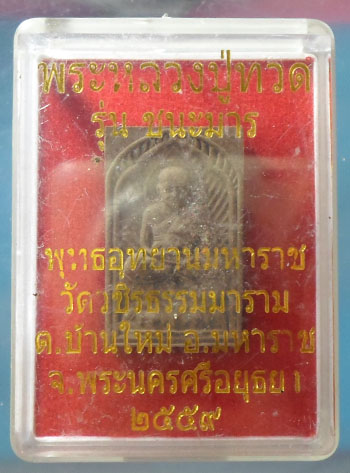 พระหลวงปู่ทวด
รุ่น ชนะมาร
พุทธอุทยานมหาราช
วัดวชิรธรรมมาราม
ต.บ้านใหม่ อ.มหาราช
จ.พระนครศรีอยุธยา
๒๕๕๙